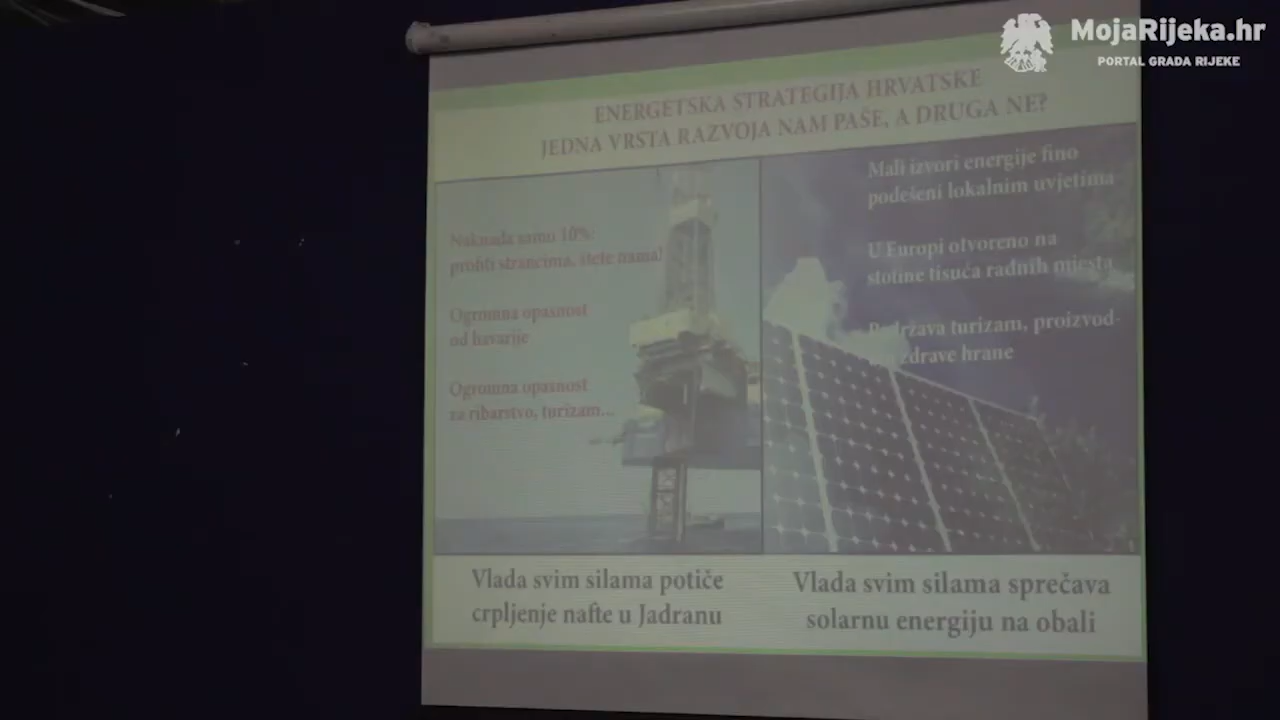 MojaRijeka.hr
PORTAL GRADA RIJEKE
ENERGETSKA STRATEGIJA HRVATSKE
JEDNA VRSTA RAZVOJA NAM PAŠE, A DRUGA NE?
Naknada samo 10%:
profiti strancima, štete nama!
Ogromna opasnost
od havarije
Ogromna opasnost
za ribarstvo, turizam...
Mali izvori energije fino
podešeni lokalnim uvjetima
U Europi otvoreno na
stotine tisuća radnih mjesta
Podržava turizam, proizvod-
zdrave hrane
Vlada svim silama potiče
crpljenje nafte u Jadranu
Vlada svim silama sprečava
solarnu energiju na obali